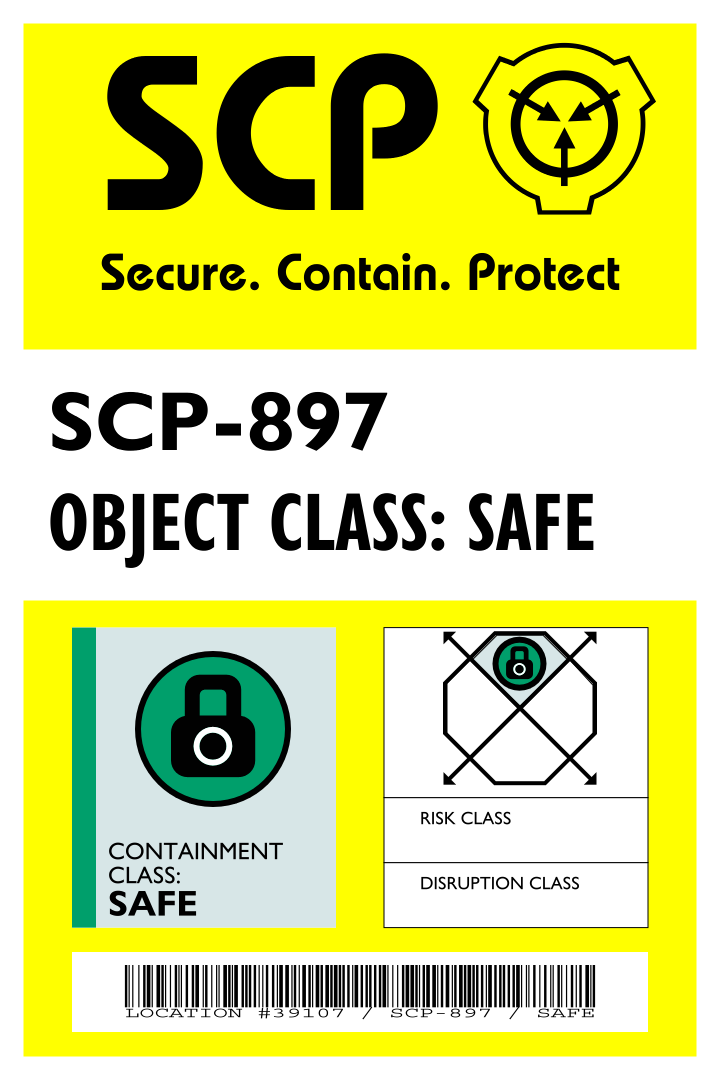 SCP
Secure. Contain. Protect
SCP-897
OBJECT CLASS: SAFE
CONTAINMENT
CLASS:
SAFE
RISK CLASS
DISRUPTION CLASS
LOCATION #39107 / SCP-897 / SAFE